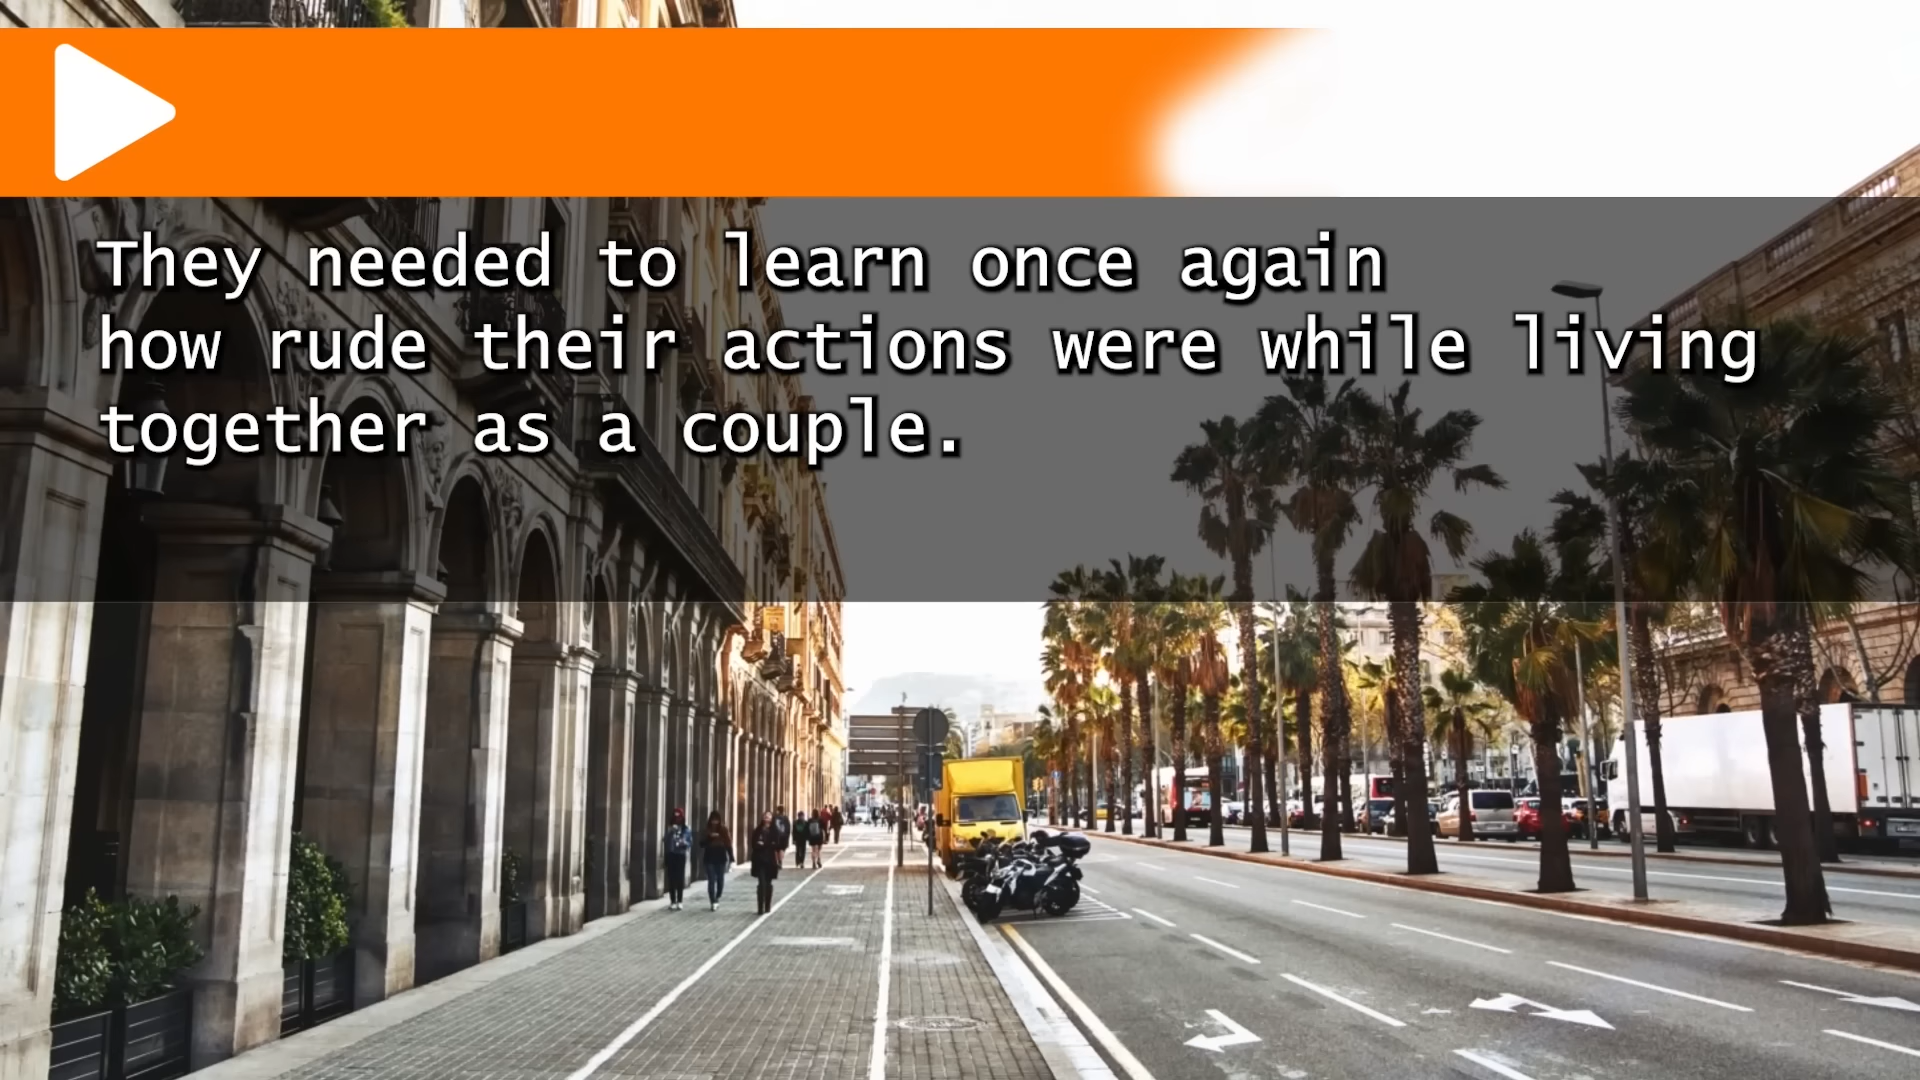 They needed to learn once again
how rude their actions were while living
together as a couple.